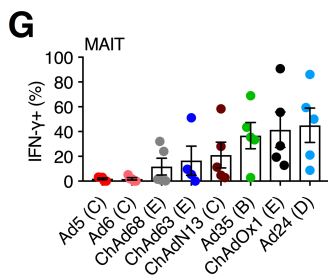 G
MAIT
IFN-γ+ (%)
100
80
60
40
20
0
Ad5 (C)
Ad6 (C)
ChAd68 (E)
ChAd63 (E)
ChAdN13 (C)
Ad35 (B)
ChAdOx1 (E)
Ad24 (D)